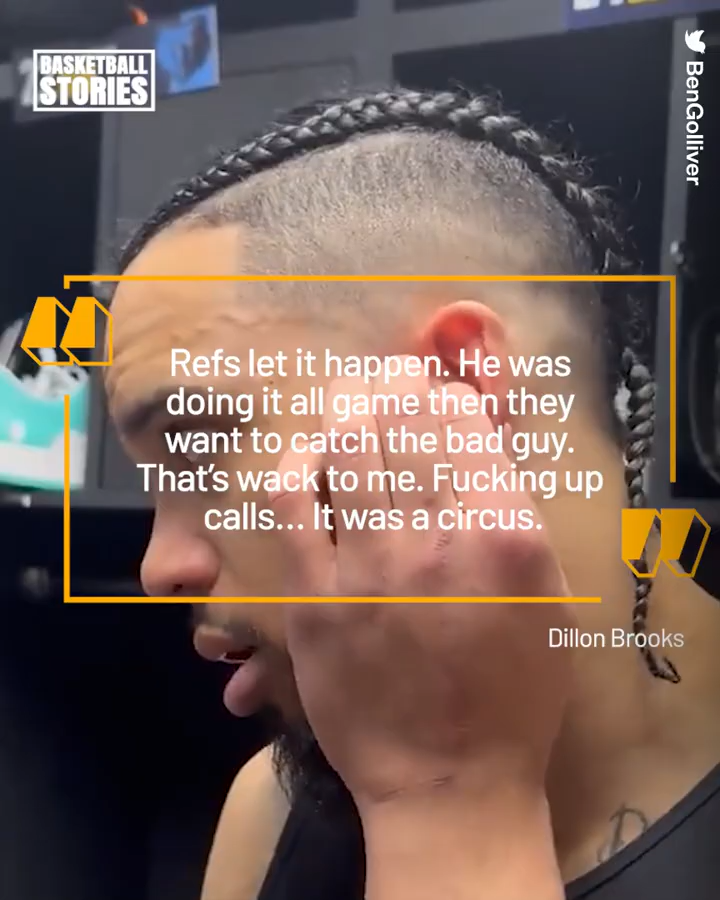 BASKETBALL
STORIES
BenGolliver
Refs let it happen. He was
doing it all game then they
want to catch the bad guy.
That's wack to me. Fucking up
calls... It was a circus.
Dillon Brooks
D